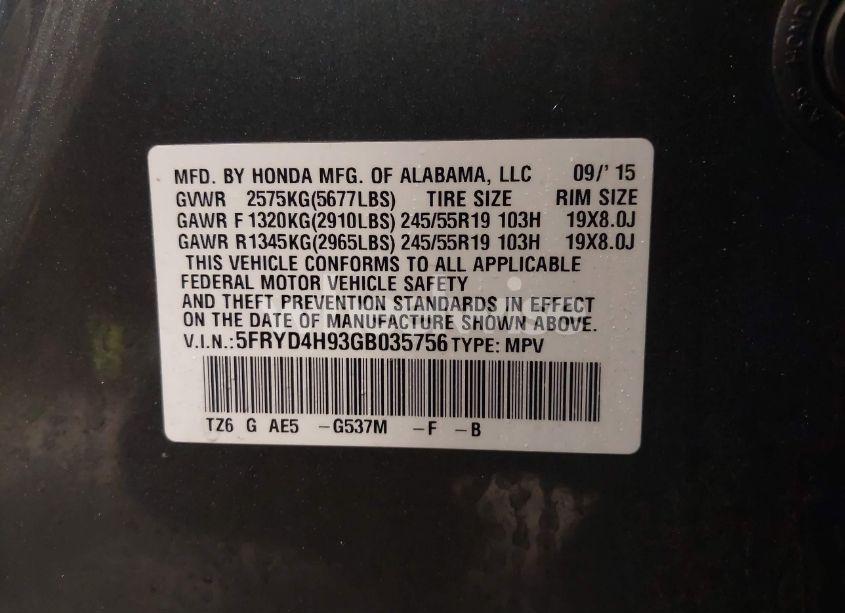 MFD. BY HONDA MFG. OF ALABAMA, LLC 09/' 15
GVWR 2575KG(5677LBS) TIRE SIZE RIM SIZE
GAWR F1320KG(2910LBS) 245/55R19 103H 19X8.0J
GAWR R1345KG(2965LBS) 245/55R19 103H 19X8.0J
THIS VEHICLE CONFORMS TO ALL APPLICABLE
FEDERAL MOTOR VEHICLE SAFETY
AND THEFT PREVENTION STANDARDS IN EFFECT
ON THE DATE OF MANUFACTURE SHOWN ABOVE.
V.I.N.:5FRYD4H93GB035756 TYPE: MPV
TZ6 G AE5 -G537M -F -B